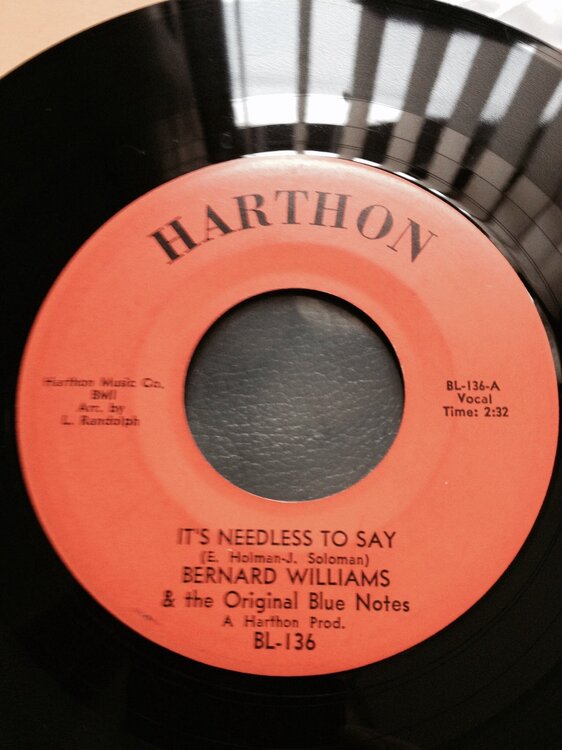 HARTHON
Harthon Music Co.
BMI
Arr. by
L. Randolph
BL-136-A
Vocal
Time: 2:32
IT'S NEEDLESS TO SAY
(E. Holman-J. Soloman)
BERNARD WILLIAMS
& the Original Blue Notes
A Harthon Prod.
BL-136